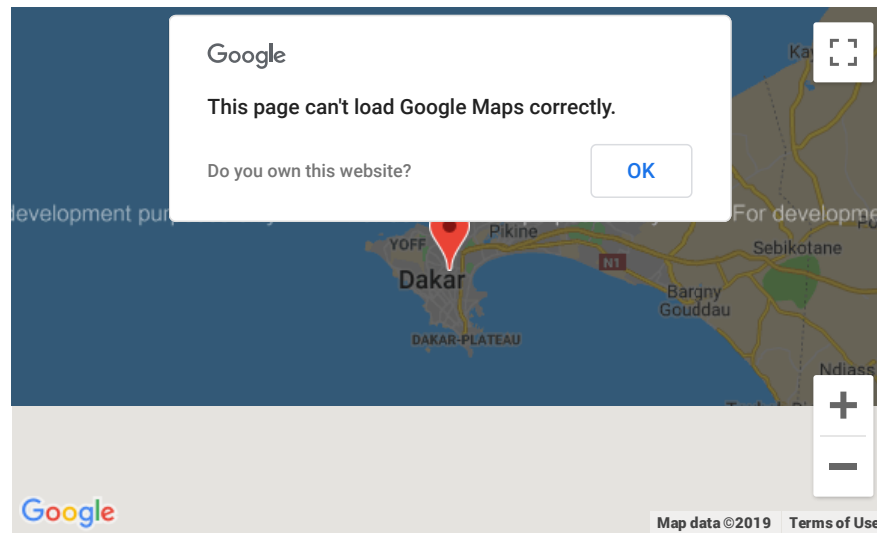 Google
This page can't load Google Maps correctly.
Do you own this website?
OK
Ka
development pur
For developme
YOFF
Pikine
N1
Sebikotane
Dakar
Bargny
Gouddau
DAKAR-PLATEAU
Ndiass
Google
Map data ©2019
Terms of Use